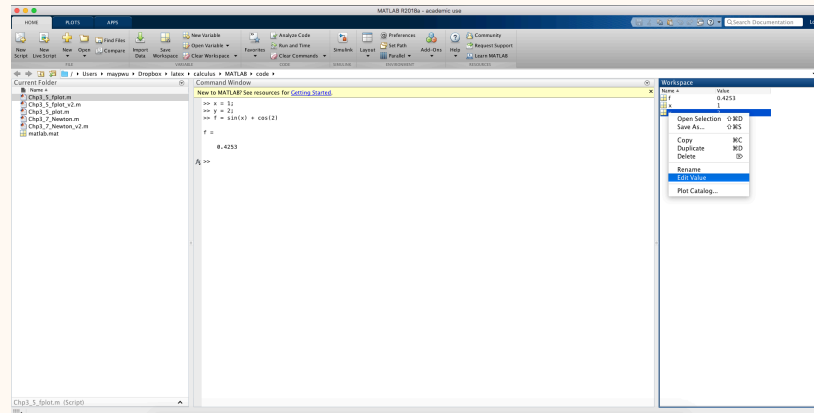 MATLAB R2018a - academic use
HOME PLOTS APPS
Search Documentation
New Script
New Live Script
New
Open
Find Files
Compare
Import Data
Save Workspace
New Variable
Open Variable
Clear Workspace
Favorites
Analyze Code
Run and Time
Clear Commands
Simulink
Layout
Preferences
Set Path
Parallel
Add-Ons
Help
Community
Request Support
Learn MATLAB
FILE VARIABLE CODE SIMULINK ENVIRONMENT RESOURCES
/ Users maypwu Dropbox latex calculus MATLAB code
Current Folder
Name
Chp3_5_fplot.m
Chp3_5_fplot_v2.m
Chp3_5_plot.m
Chp3_7_Newton.m
Chp3_7_Newton_v2.m
matlab.mat
Chp3_5_fplot.m (Script)
Command Window
New to MATLAB? See resources for Getting Started.
>> x = 1;
>> y = 2;
>> f = sin(x) + cos(2)
f =
0.4253
fx >>
Workspace
Name Value
f 0.4253
x 1
Open Selection ⇧⌘D
Save As... ⇧⌘S
Copy ⌘C
Duplicate ⌘D
Delete ⌦
Rename
Edit Value
Plot Catalog...